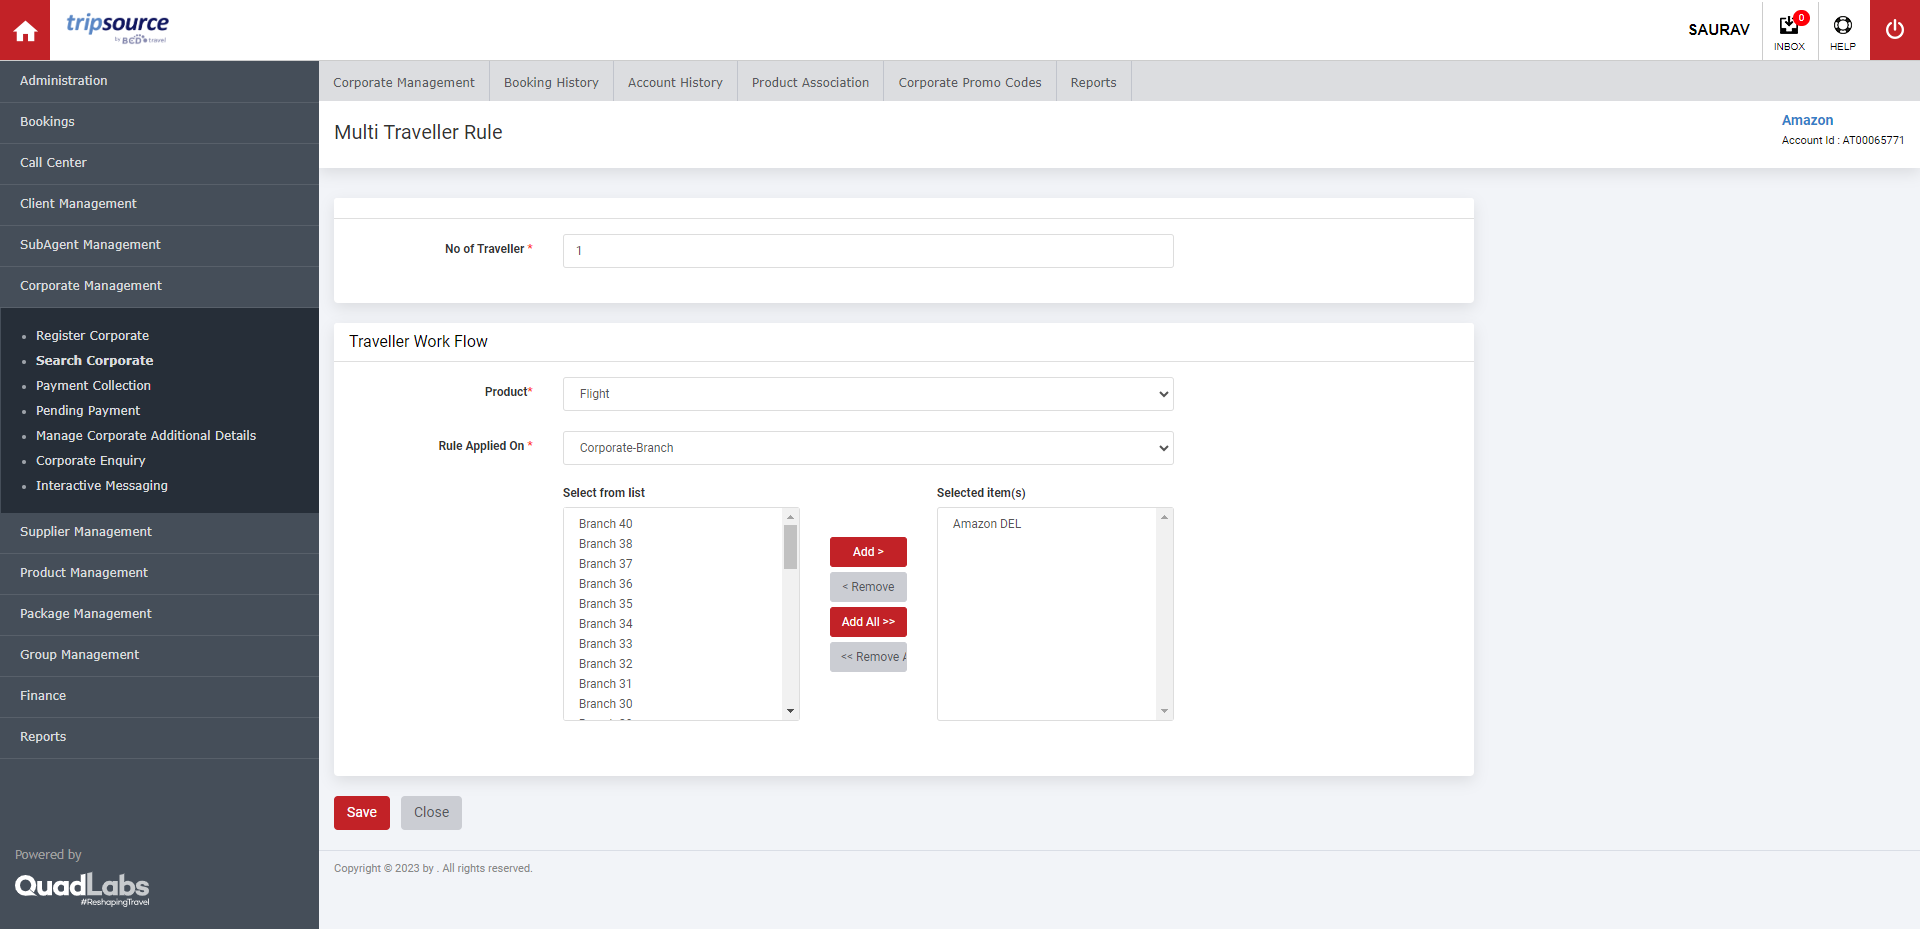 tripsource
by BCD travel
SAURAV
0
INBOX
HELP
Administration
Bookings
Call Center
Client Management
SubAgent Management
Corporate Management
Register Corporate
Search Corporate
Payment Collection
Pending Payment
Manage Corporate Additional Details
Corporate Enquiry
Interactive Messaging
Supplier Management
Product Management
Package Management
Group Management
Finance
Reports
Powered by
QuadLabs
#ReshapingTravel
Corporate Management
Booking History
Account History
Product Association
Corporate Promo Codes
Reports
Multi Traveller Rule
Amazon
Account Id : AT00065771
No of Traveller *
1
Traveller Work Flow
Product*
Flight
Rule Applied On *
Corporate-Branch
Select from list
Branch 40
Branch 38
Branch 37
Branch 36
Branch 35
Branch 34
Branch 33
Branch 32
Branch 31
Branch 30
Add >
< Remove
Add All >>
<< Remove A
Selected item(s)
Amazon DEL
Save
Close
Copyright © 2023 by . All rights reserved.